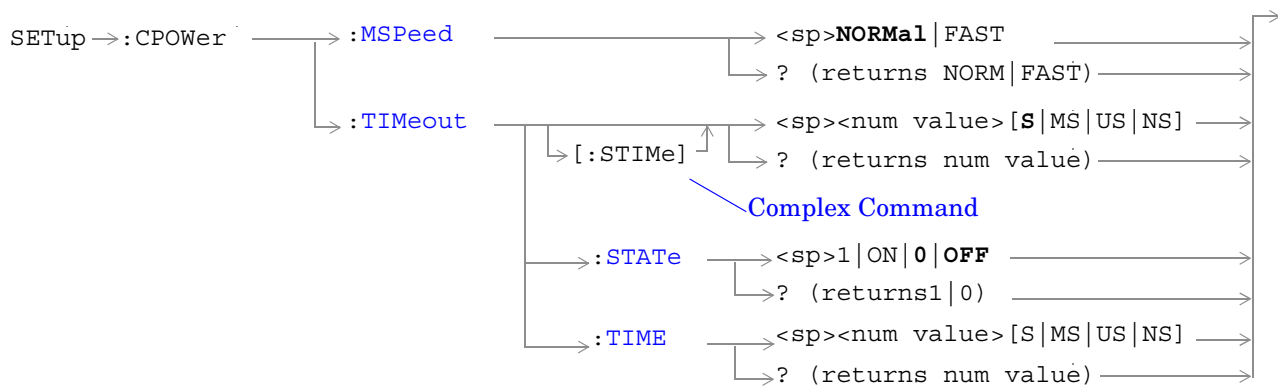 SETup :CPOWer :MSPeed <sp>NORMal|FAST
? (returns NORM|FAST)
:TIMeout <sp><num value>[S|MS|US|NS]
[:STIMe] ? (returns num value)
Complex Command
:STATe <sp>1|ON|0|OFF
? (returns1|0)
:TIME <sp><num value>[S|MS|US|NS]
? (returns num value)